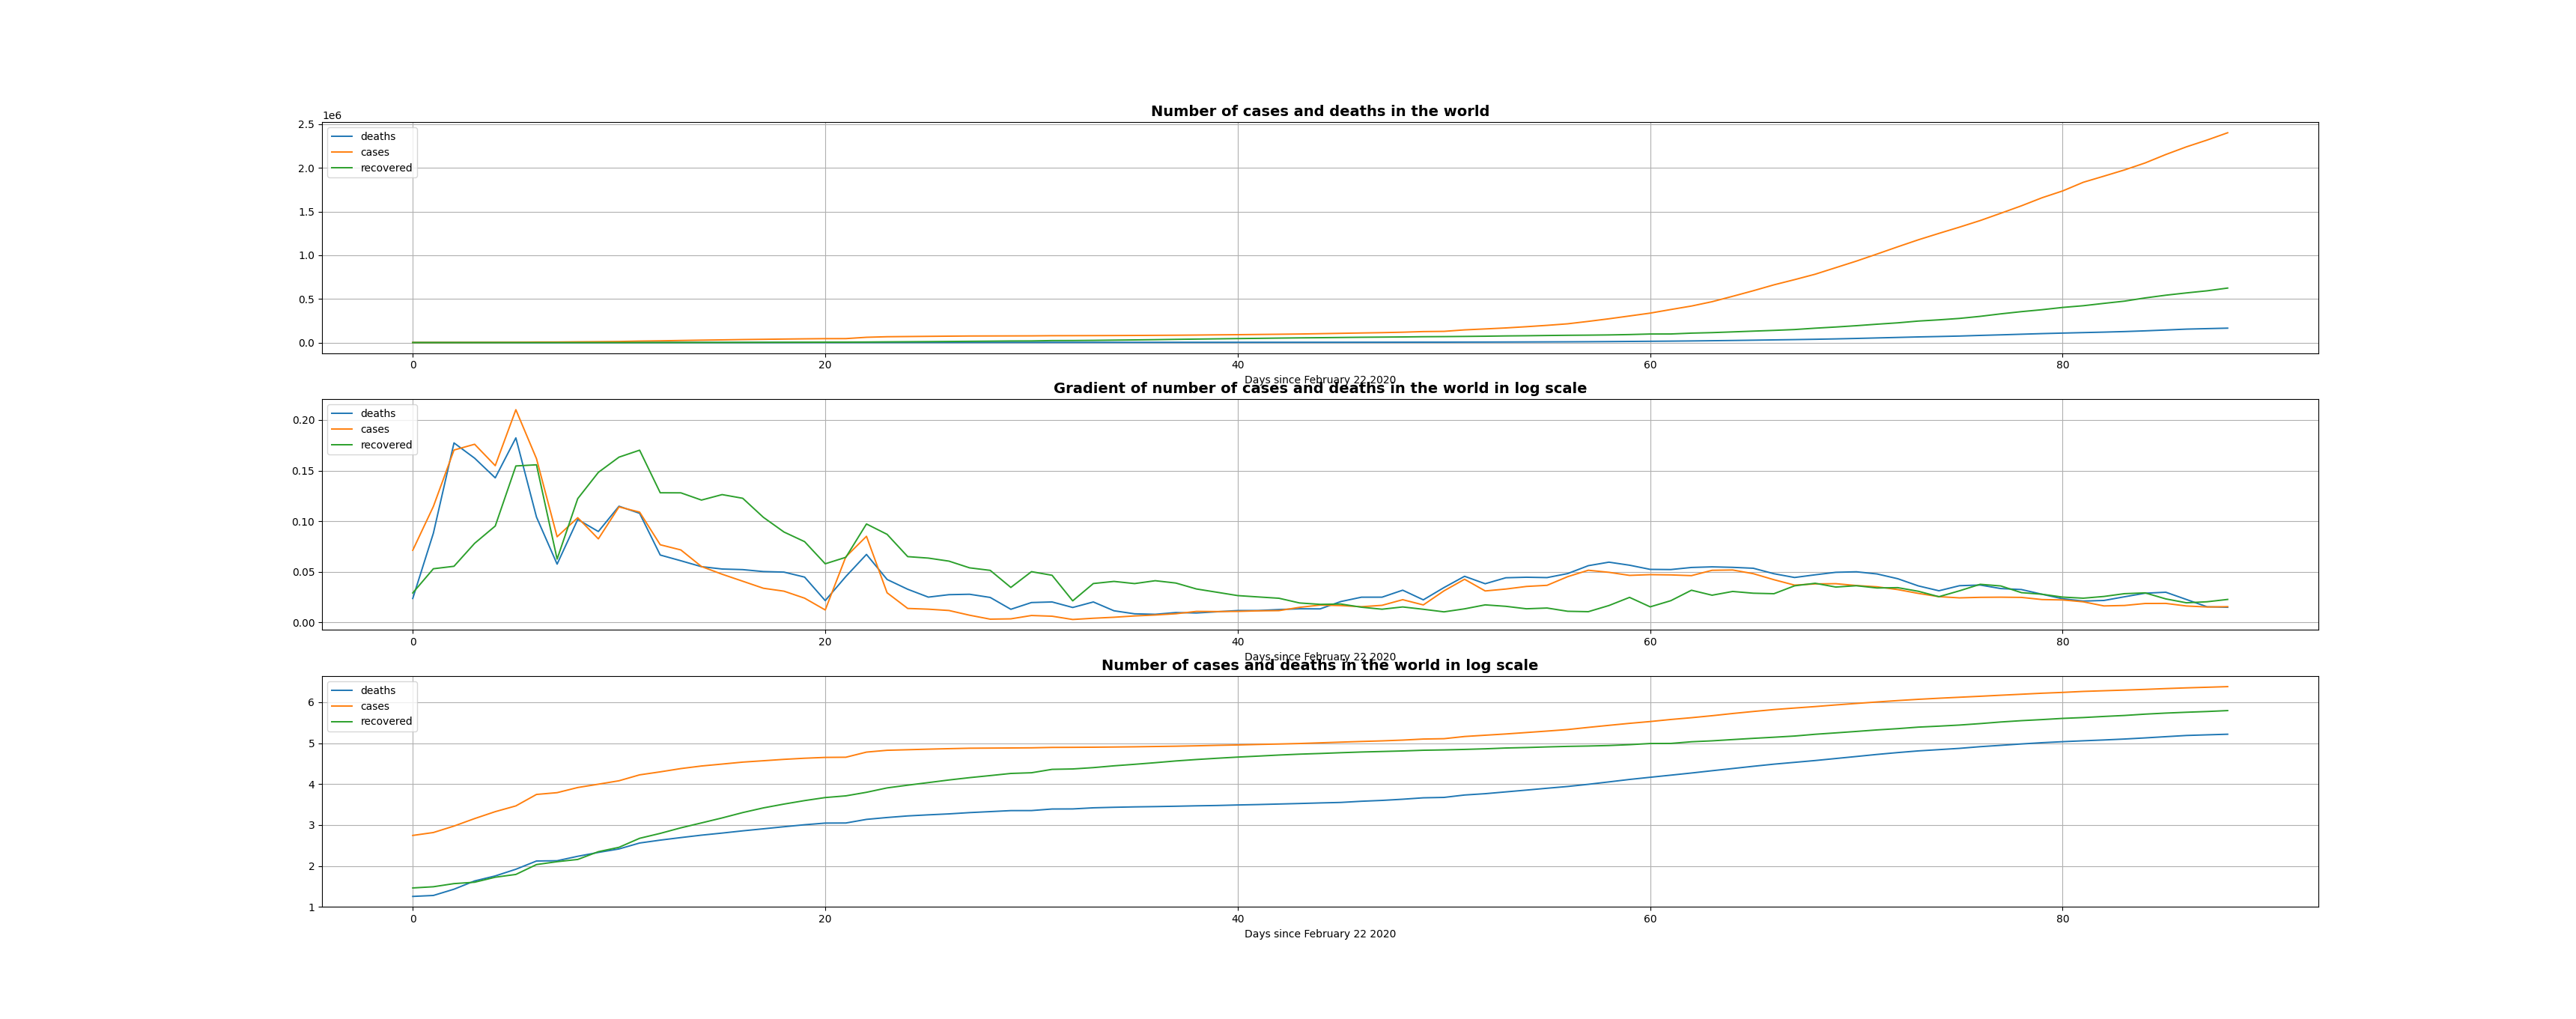 Number of cases and deaths in the world
1e6
2.5
2.0
1.5
1.0
0.5
0.0
deaths
cases
recovered
0 20 40 60 80
Days since February 22 2020
Gradient of number of cases and deaths in the world in log scale
0.20
0.15
0.10
0.05
0.00
deaths
cases
recovered
0 20 40 60 80
Days since February 22 2020
Number of cases and deaths in the world in log scale
6
5
4
3
2
1
deaths
cases
recovered
0 20 40 60 80
Days since February 22 2020